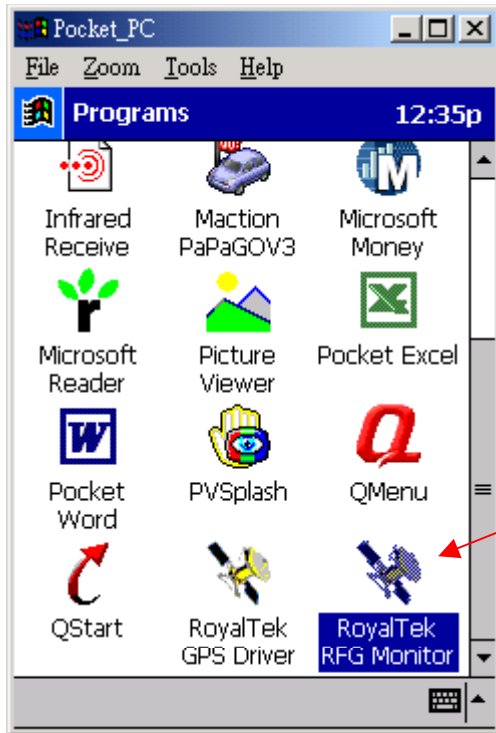 Pocket_PC
File Zoom Tools Help
Programs 12:35p
GO!
Infrared Maction Microsoft
Receive PaPaGOV3 Money
Microsoft Picture Pocket Excel
Reader Viewer
Pocket PVSplash QMenu
Word
QStart RoyalTek RoyalTek
GPS Driver RFG Monitor